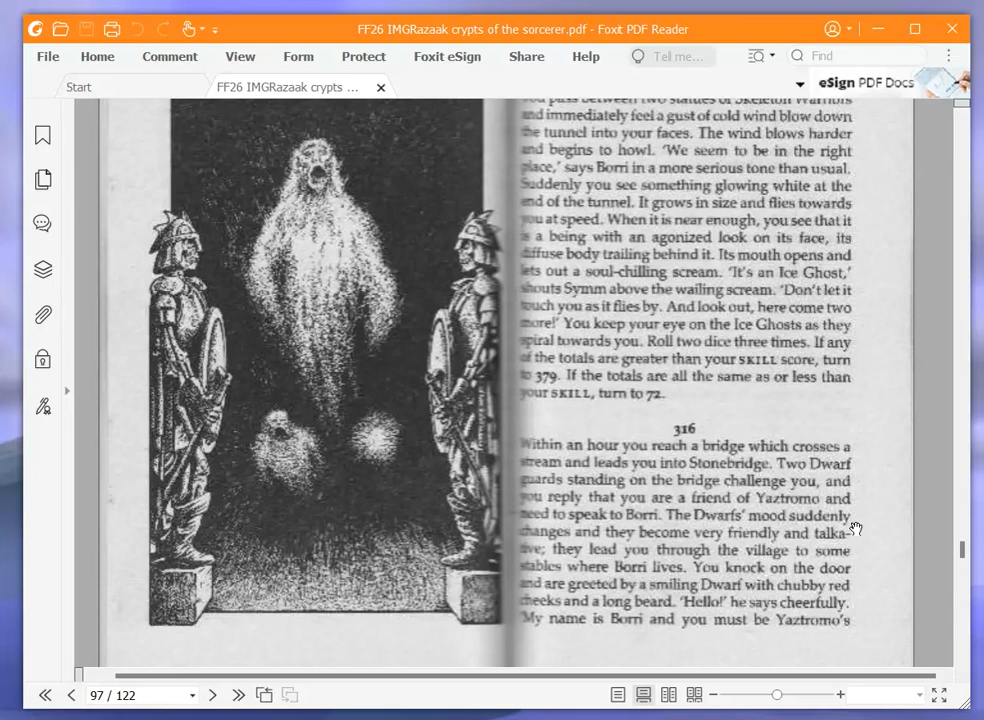 FF26 IMGRazaak crypts of the sorcerer.pdf - Foxit PDF Reader
File Home Comment View Form Protect Foxit eSign Share Help Tell me... Find
Start FF26 IMGRazaak crypts ... eSign PDF Docs
you pass between two statues of Skeleton Warriors
and immediately feel a gust of cold wind blow down
the tunnel into your faces. The wind blows harder
and begins to howl. 'We seem to be in the right
place,' says Borri in a more serious tone than usual.
Suddenly you see something glowing white at the
end of the tunnel. It grows in size and flies towards
you at speed. When it is near enough, you see that it
is a being with an agonized look on its face, its
diffuse body trailing behind it. Its mouth opens and
lets out a soul-chilling scream. 'It's an Ice Ghost,'
shouts Symm above the wailing scream. 'Don't let it
touch you as it flies by. And look out, here come two
more!' You keep your eye on the Ice Ghosts as they
spiral towards you. Roll two dice three times. If any
of the totals are greater than your SKILL score, turn
to 379. If the totals are all the same as or less than
your SKILL, turn to 72.
316
Within an hour you reach a bridge which crosses a
stream and leads you into Stonebridge. Two Dwarf
guards standing on the bridge challenge you, and
you reply that you are a friend of Yaztromo and
need to speak to Borri. The Dwarfs' mood suddenly
changes and they become very friendly and talka-
tive; they lead you through the village to some
stables where Borri lives. You knock on the door
and are greeted by a smiling Dwarf with chubby red
cheeks and a long beard. 'Hello!' he says cheerfully.
'My name is Borri and you must be Yaztromo's
97 / 122